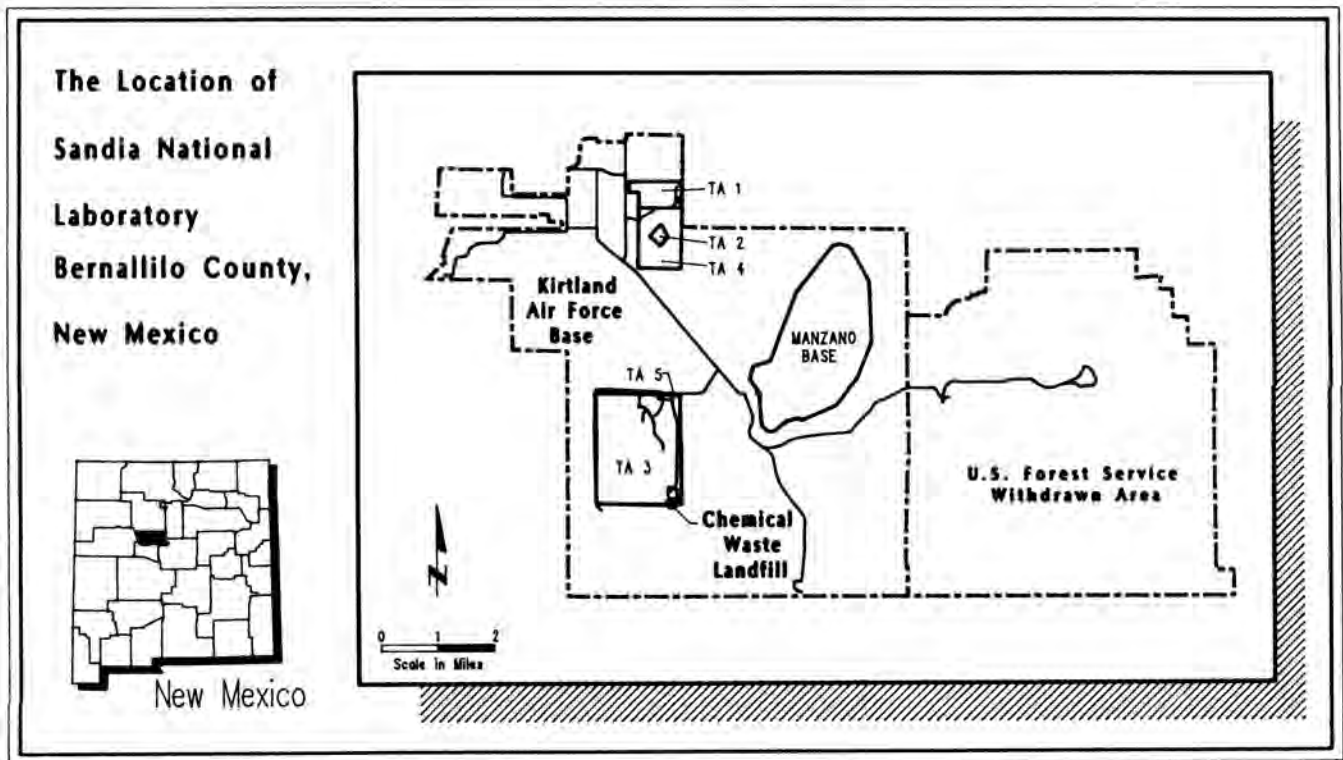 The Location of
Sandia National
Laboratory
Bernallilo County,
New Mexico
New Mexico
TA 1
TA 2
TA 4
Kirtland
Air Force
Base
MANZANO
BASE
TA 5
TA 3
U.S. Forest Service
Withdrawn Area
Chemical
Waste
Landfill
N
0 1 2
Scale in Miles